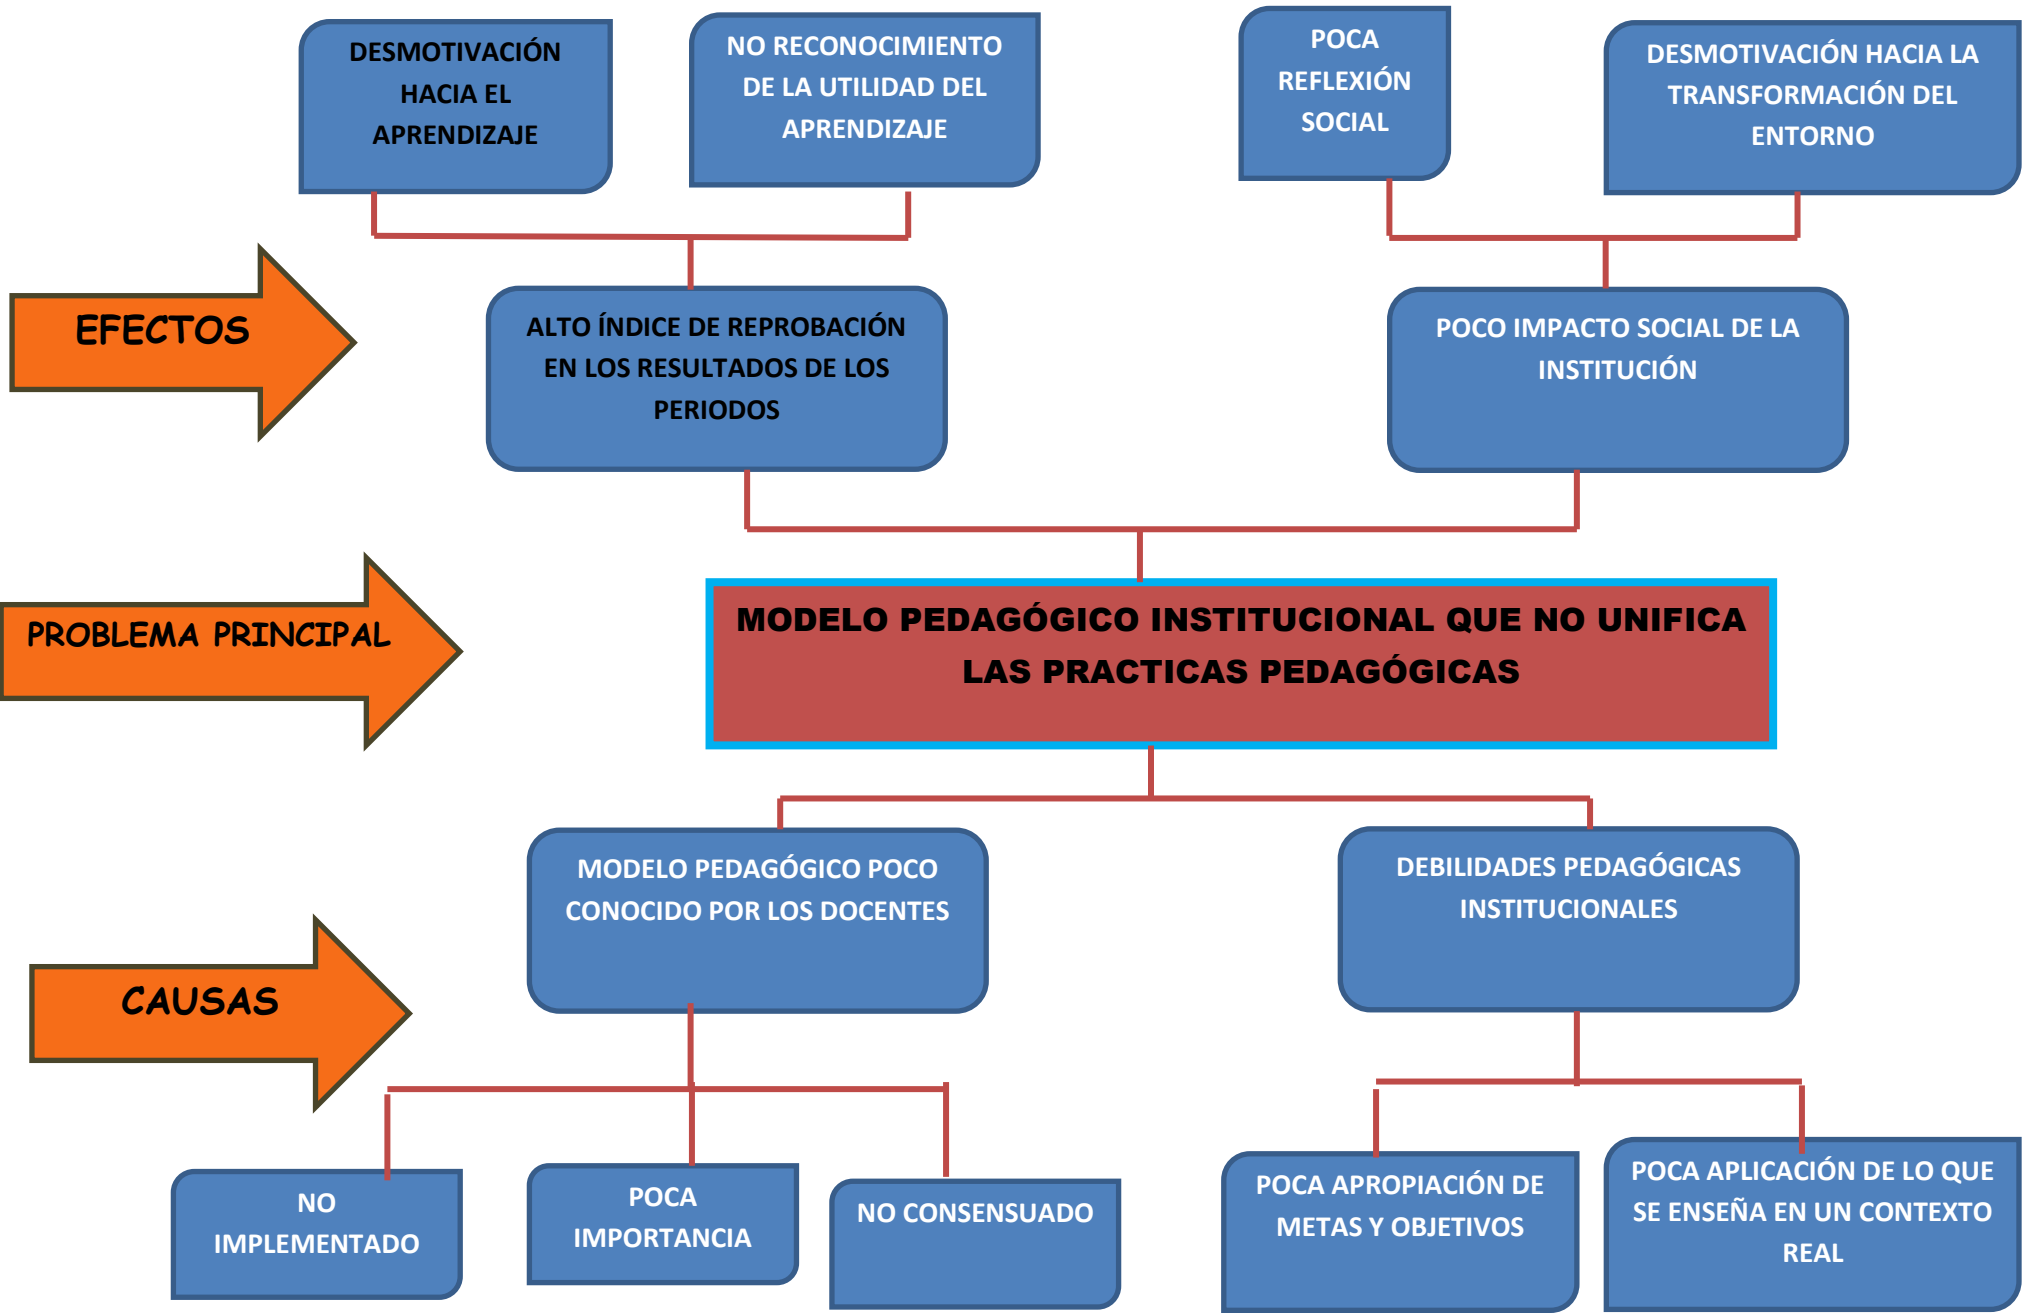 DESMOTIVACIÓN
HACIA EL
APRENDIZAJE
NO RECONOCIMIENTO
DE LA UTILIDAD DEL
APRENDIZAJE
POCA
REFLEXIÓN
SOCIAL
DESMOTIVACIÓN HACIA LA
TRANSFORMACIÓN DEL
ENTORNO
EFECTOS
ALTO ÍNDICE DE REPROBACIÓN
EN LOS RESULTADOS DE LOS
PERIODOS
POCO IMPACTO SOCIAL DE LA
INSTITUCIÓN
PROBLEMA PRINCIPAL
MODELO PEDAGÓGICO INSTITUCIONAL QUE NO UNIFICA
LAS PRACTICAS PEDAGÓGICAS
MODELO PEDAGÓGICO POCO
CONOCIDO POR LOS DOCENTES
DEBILIDADES PEDAGÓGICAS
INSTITUCIONALES
CAUSAS
NO
IMPLEMENTADO
POCA
IMPORTANCIA
NO CONSENSUADO
POCA APROPIACIÓN DE
METAS Y OBJETIVOS
POCA APLICACIÓN DE LO QUE
SE ENSEÑA EN UN CONTEXTO
REAL